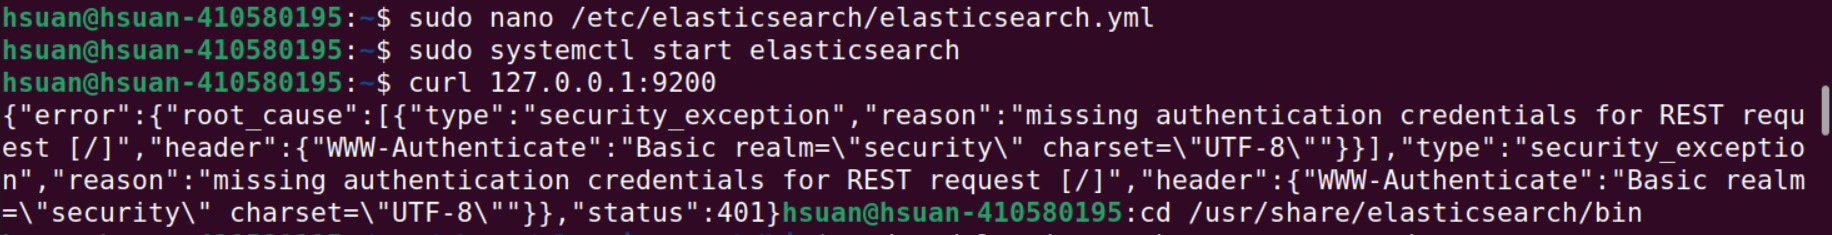 hsuan@hsuan-410580195:~$ sudo nano /etc/elasticsearch/elasticsearch.yml
hsuan@hsuan-410580195:~$ sudo systemctl start elasticsearch
hsuan@hsuan-410580195:~$ curl 127.0.0.1:9200
{"error":{"root_cause":[{"type":"security_exception","reason":"missing authentication credentials for REST requ
est [/]","header":{"WWW-Authenticate":"Basic realm=\"security\" charset=\"UTF-8\""}}],"type":"security_exceptio
n","reason":"missing authentication credentials for REST request [/]","header":{"WWW-Authenticate":"Basic realm
=\"security\" charset=\"UTF-8\""}},"status":401}hsuan@hsuan-410580195:cd /usr/share/elasticsearch/bin